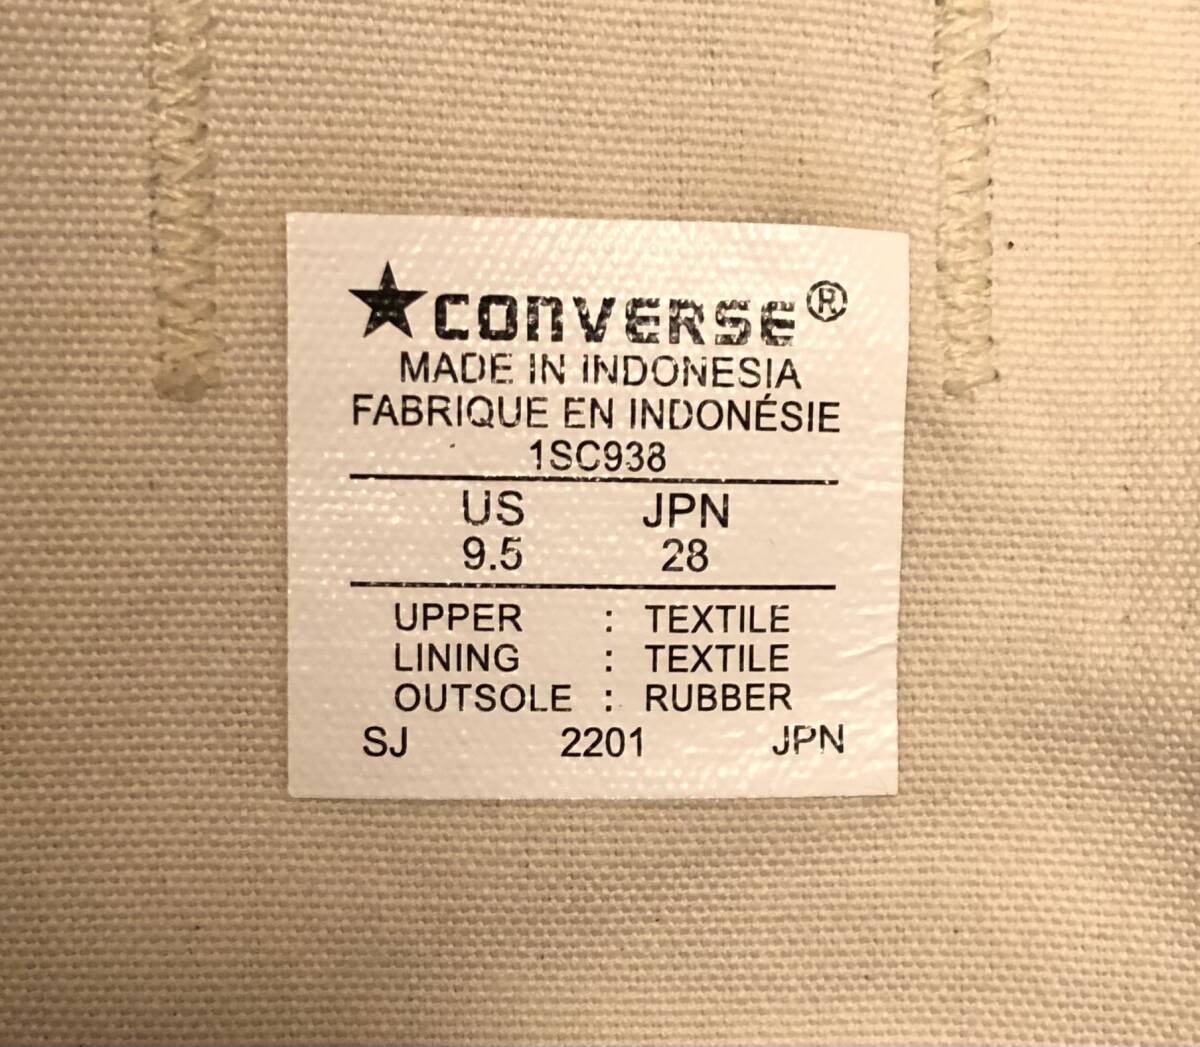 CONVERSE®
MADE IN INDONESIA
FABRIQUE EN INDONÉSIE
1SC938
US JPN
9.5 28
UPPER : TEXTILE
LINING : TEXTILE
OUTSOLE : RUBBER
SJ 2201 JPN